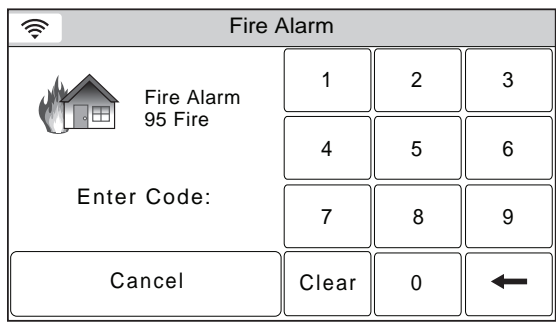 Fire Alarm
Fire Alarm
95 Fire
Enter Code:
1 2 3
4 5 6
7 8 9
Cancel
Clear 0